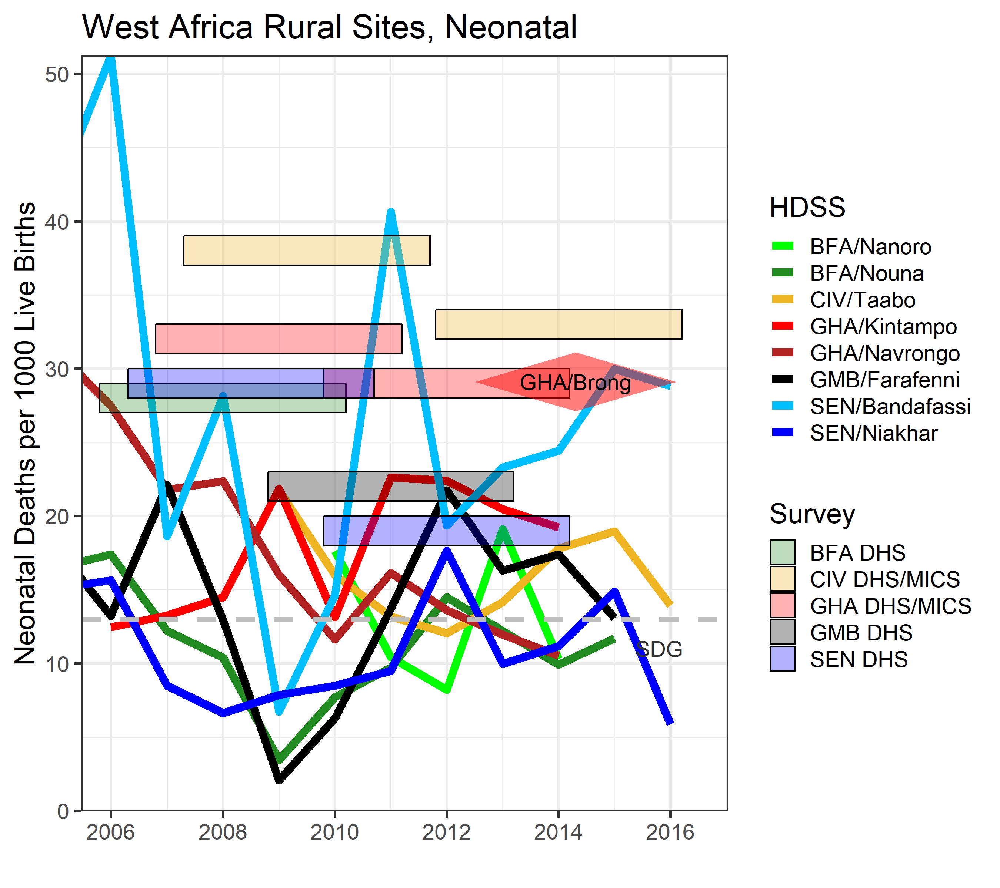 West Africa Rural Sites, Neonatal
Neonatal Deaths per 1000 Live Births
50
40
30
20
10
0
2006 2008 2010 2012 2014 2016
GHA/Brong
SDG
HDSS
BFA/Nanoro
BFA/Nouna
CIV/Taabo
GHA/Kintampo
GHA/Navrongo
GMB/Farafenni
SEN/Bandafassi
SEN/Niakhar
Survey
BFA DHS
CIV DHS/MICS
GHA DHS/MICS
GMB DHS
SEN DHS